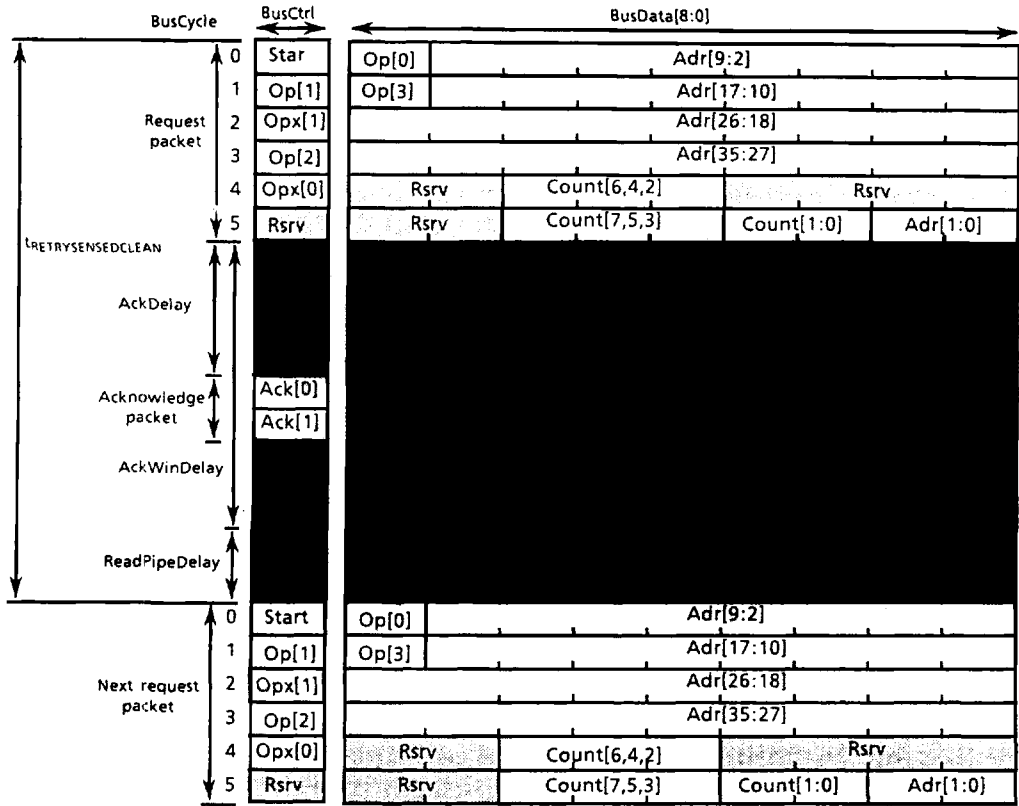 BusCycle BusCtrl BusData[8:0]
0 Star Op[0] Adr[9:2]
1 Op[1] Op[3] Adr[17:10]
Request packet
2 Opx[1] Adr[26:18]
3 Op[2] Adr[35:27]
4 Opx[0] Rsrv Count[6,4,2] Rsrv
5 Rsrv Rsrv Count[7,5,3] Count[1:0] Adr[1:0]
tRETRYSENSEDCLEAN
AckDelay
Acknowledge packet
Ack[0]
Ack[1]
AckWinDelay
ReadPipeDelay
0 Start Op[0] Adr[9:2]
1 Op[1] Op[3] Adr[17:10]
Next request packet
2 Opx[1] Adr[26:18]
3 Op[2] Adr[35:27]
4 Opx[0] Rsrv Count[6,4,2] Rsrv
5 Rsrv Rsrv Count[7,5,3] Count[1:0] Adr[1:0]